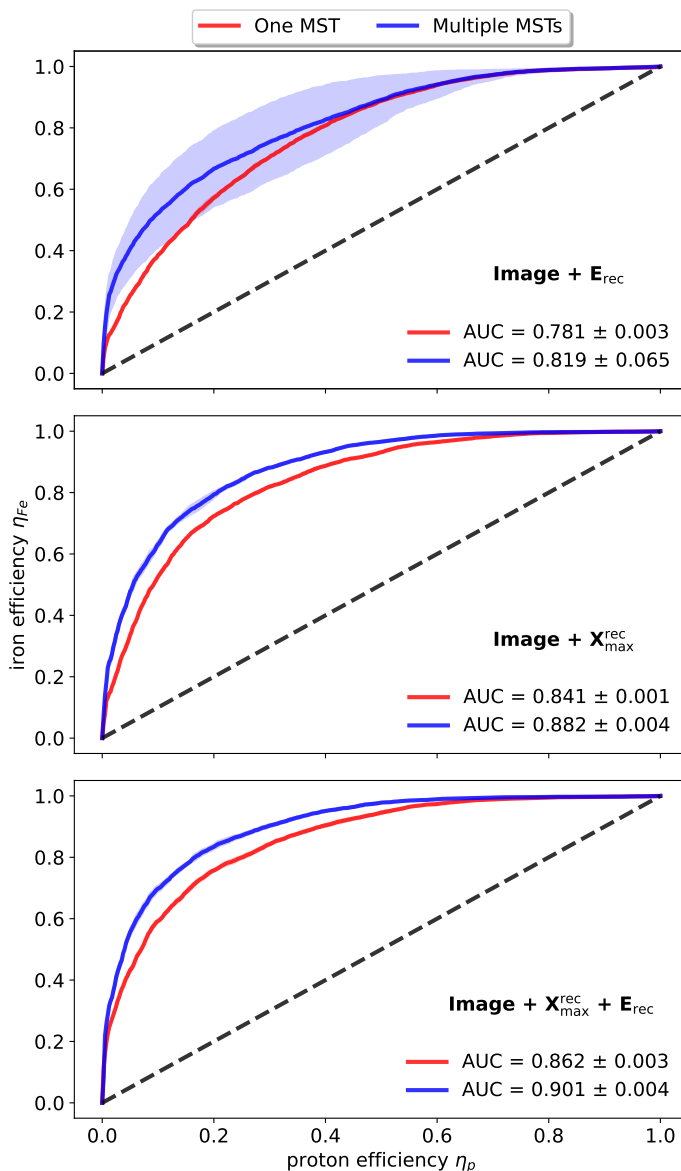 One MST Multiple MSTs
1.0
0.8
0.6
0.4
0.2
0.0
Image + E_rec
AUC = 0.781 ± 0.003
AUC = 0.819 ± 0.065
iron efficiency η_Fe
1.0
0.8
0.6
0.4
0.2
0.0
Image + X_max^rec
AUC = 0.841 ± 0.001
AUC = 0.882 ± 0.004
1.0
0.8
0.6
0.4
0.2
0.0
Image + X_max^rec + E_rec
AUC = 0.862 ± 0.003
AUC = 0.901 ± 0.004
0.0 0.2 0.4 0.6 0.8 1.0
proton efficiency η_p